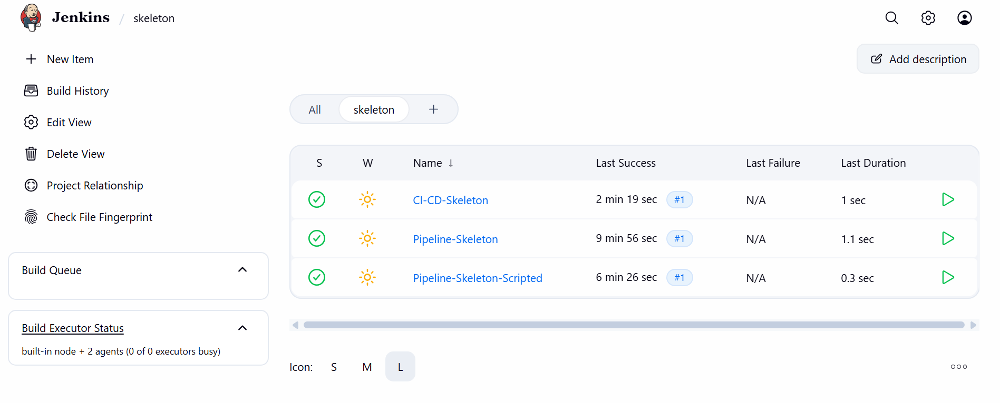 Jenkins / skeleton
New Item
Build History
Edit View
Delete View
Project Relationship
Check File Fingerprint
Build Queue
Build Executor Status
built-in node + 2 agents (0 of 0 executors busy)
Add description
All skeleton +
S W Name ↓ Last Success Last Failure Last Duration
CI-CD-Skeleton 2 min 19 sec #1 N/A 1 sec
Pipeline-Skeleton 9 min 56 sec #1 N/A 1.1 sec
Pipeline-Skeleton-Scripted 6 min 26 sec #1 N/A 0.3 sec
Icon: S M L